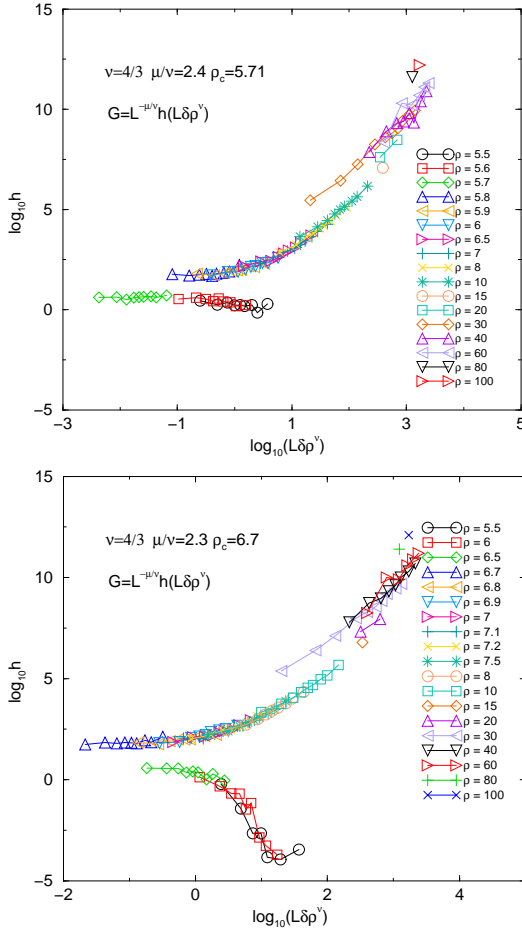 15
ν=4/3 μ/ν=2.4 ρc=5.71
10
G=L^{-μ/ν}h(Lδρ^ν)
log10h
5
0
−5
ρ = 5.5
ρ = 5.6
ρ = 5.7
ρ = 5.8
ρ = 5.9
ρ = 6
ρ = 6.5
ρ = 7
ρ = 8
ρ = 10
ρ = 15
ρ = 20
ρ = 30
ρ = 40
ρ = 60
ρ = 80
ρ = 100
−3 −1 1 3 5
log10(Lδρ^ν)
15
ν=4/3 μ/ν=2.3 ρc=6.7
10
G=L^{-μ/ν}h(Lδρ^ν)
log10h
5
0
−5
ρ = 5.5
ρ = 6
ρ = 6.5
ρ = 6.7
ρ = 6.8
ρ = 6.9
ρ = 7
ρ = 7.1
ρ = 7.2
ρ = 7.5
ρ = 8
ρ = 10
ρ = 15
ρ = 20
ρ = 30
ρ = 40
ρ = 60
ρ = 80
ρ = 100
−2 0 2 4
log10(Lδρ^ν)